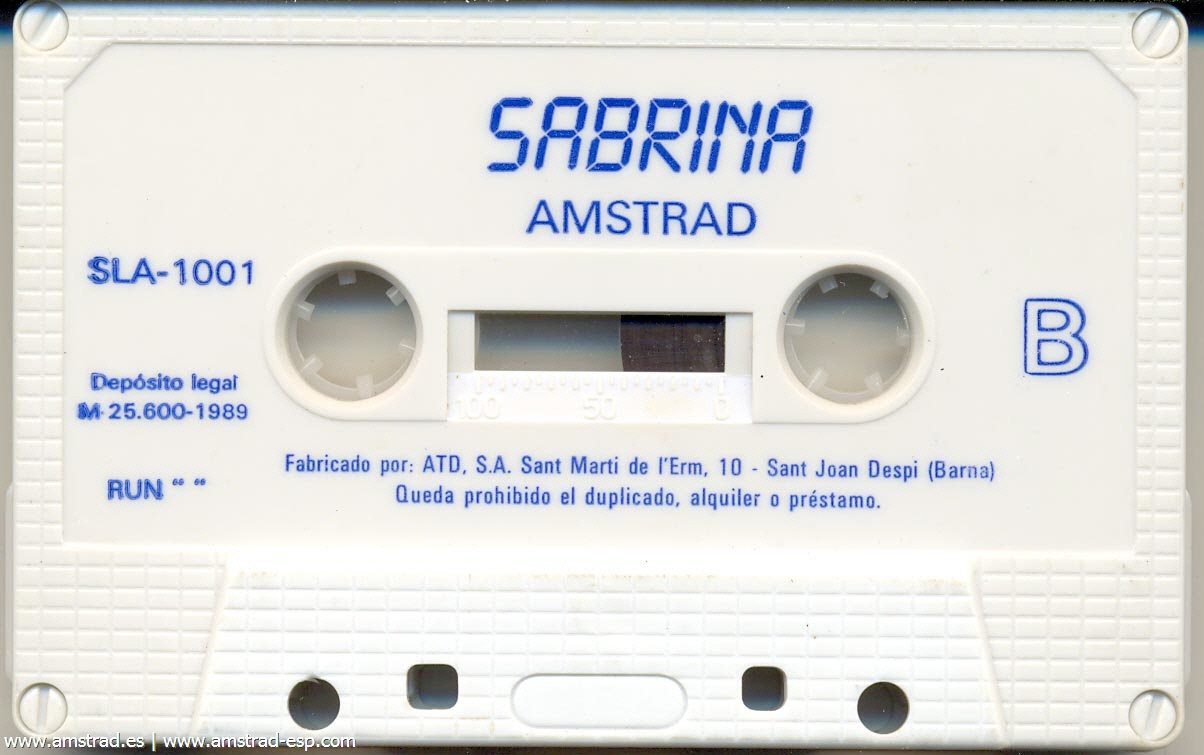 SABRINA
AMSTRAD
SLA-1001
B
Depósito legal
M-25.600-1989
100 50 0
RUN “ “
Fabricado por: ATD, S.A. Sant Marti de l'Erm, 10 - Sant Joan Despi (Barna)
Queda prohibido el duplicado, alquiler o préstamo.
www.amstrad.es | www.amstrad-esp.com